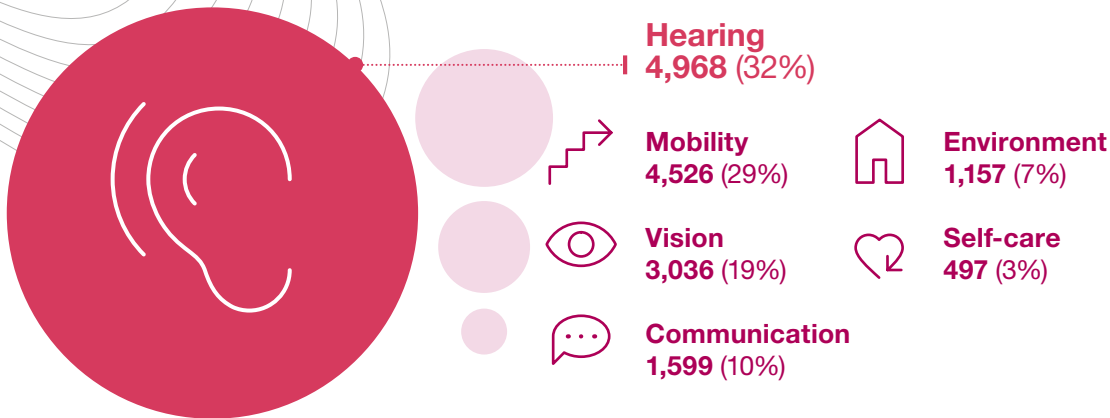 Hearing
4,968 (32%)
Mobility
4,526 (29%)
Environment
1,157 (7%)
Vision
3,036 (19%)
Self-care
497 (3%)
Communication
1,599 (10%)